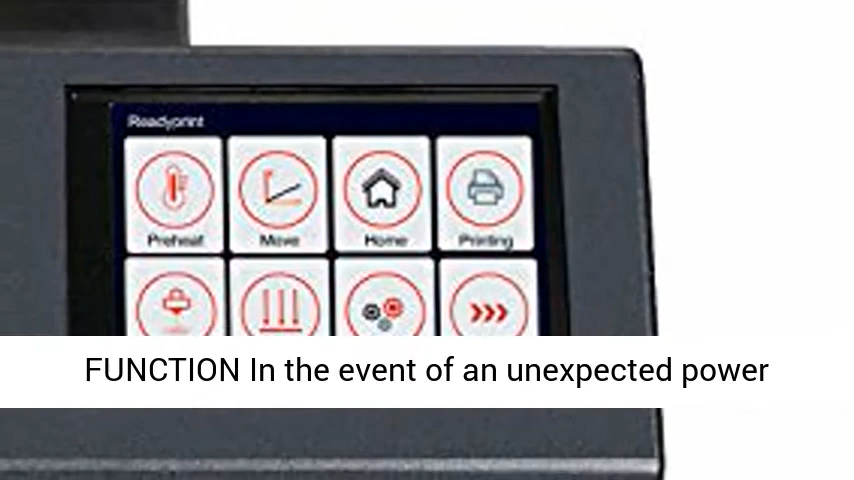 Readyprint
Preheat Move Home Printing
FUNCTION In the event of an unexpected power